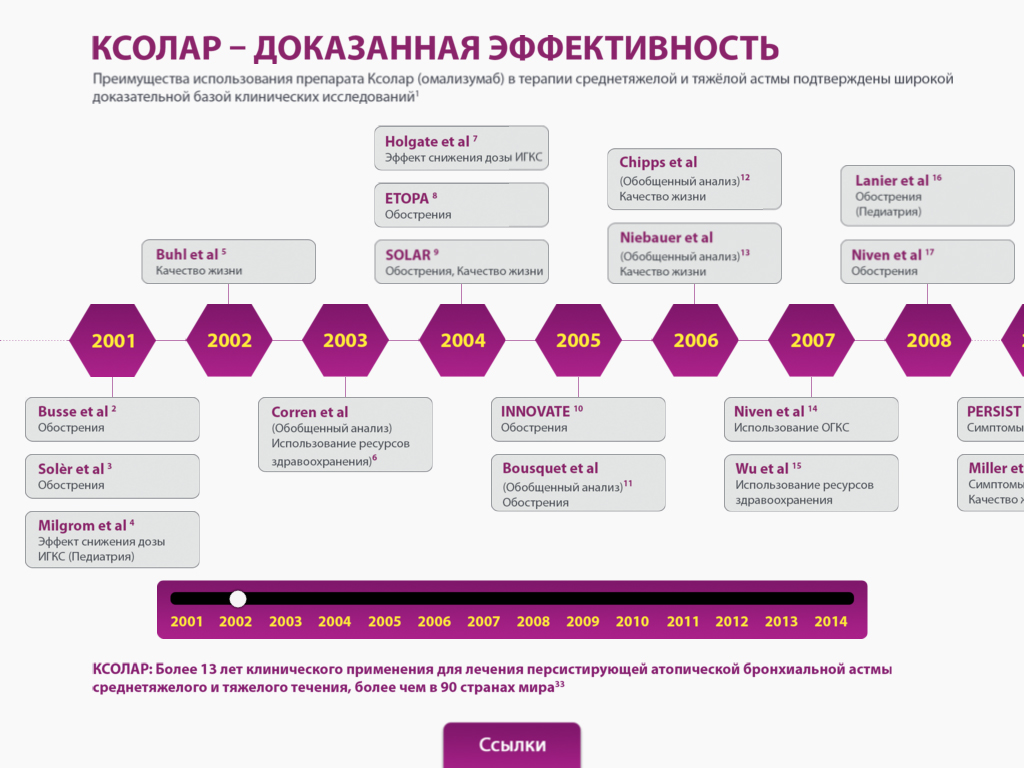 КСОЛАР – ДОКАЗАННАЯ ЭФФЕКТИВНОСТЬ
Преимущества использования препарата Ксолар (омализумаб) в терапии среднетяжелой и тяжёлой астмы подтверждены широкой
доказательной базой клинических исследований¹
Holgate et al ⁷
Эффект снижения дозы ИГКС
ETOPA ⁸
Обострения
SOLAR ⁹
Обострения, Качество жизни
Chipps et al
(Обобщенный анализ)¹²
Качество жизни
Niebauer et al
(Обобщенный анализ)¹³
Качество жизни
Lanier et al ¹⁶
Обострения
(Педиатрия)
Niven et al ¹⁷
Обострения
Buhl et al ⁵
Качество жизни
2001 2002 2003 2004 2005 2006 2007 2008
Busse et al ²
Обострения
Solèr et al ³
Обострения
Milgrom et al ⁴
Эффект снижения дозы
ИГКС (Педиатрия)
Corren et al
(Обобщенный анализ)
Использование ресурсов
здравоохранения)⁶
INNOVATE ¹⁰
Обострения
Bousquet et al
(Обобщенный анализ)¹¹
Обострения
Niven et al ¹⁴
Использование ОГКС
Wu et al ¹⁵
Использование ресурсов
здравоохранения
PERSIST
Симптомы
Miller et
Симптомы
Качество
2001 2002 2003 2004 2005 2006 2007 2008 2009 2010 2011 2012 2013 2014
КСОЛАР: Более 13 лет клинического применения для лечения персистирующей атопической бронхиальной астмы
среднетяжелого и тяжелого течения, более чем в 90 странах мира³³
Ссылки